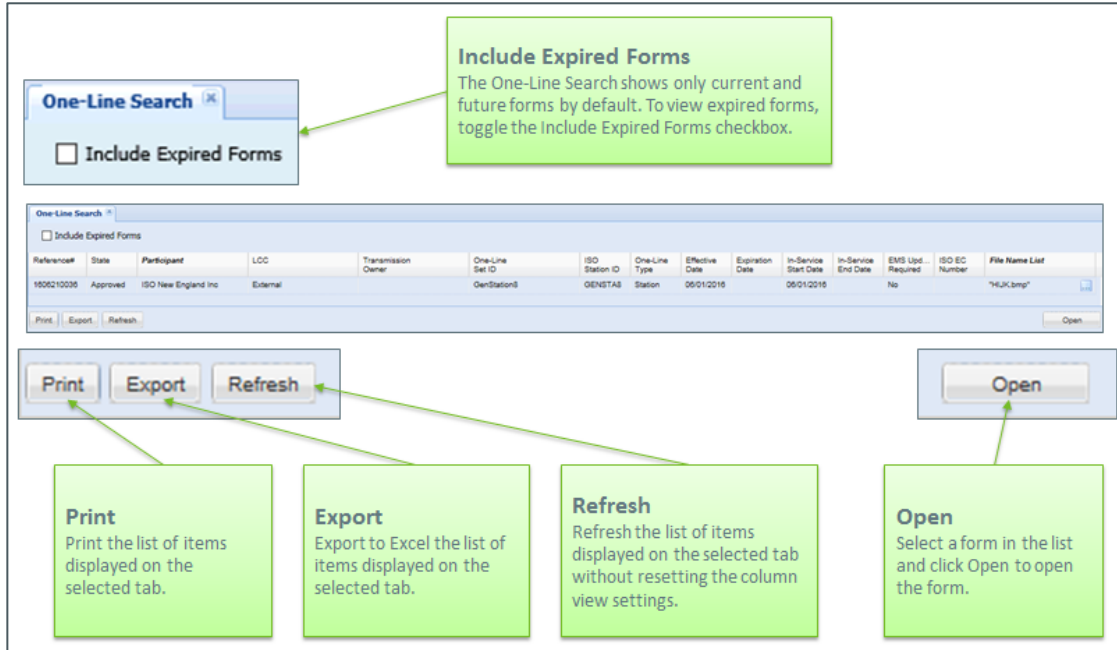 Include Expired Forms
The One-Line Search shows only current and
future forms by default. To view expired forms,
toggle the Include Expired Forms checkbox.
One-Line Search
Include Expired Forms
One-Line Search
Include Expired Forms
Reference# State Participant LCC Transmission Owner One-Line Set ID ISO Station ID One-Line Type Effective Date Expiration Date In-Service Start Date In-Service End Date EMS Upd... Required ISO EC Number File Name List
1606210036 Approved ISO New England Inc External GenStation8 GENSTA8 Station 06/01/2016 06/01/2016 No "HIJK.bmp"
Print Export Refresh Open
Print Export Refresh Open
Print
Print the list of items
displayed on the
selected tab.
Export
Export to Excel the list of
items displayed on the
selected tab.
Refresh
Refresh the list of items
displayed on the selected tab
without resetting the column
view settings.
Open
Select a form in the list
and click Open to open
the form.